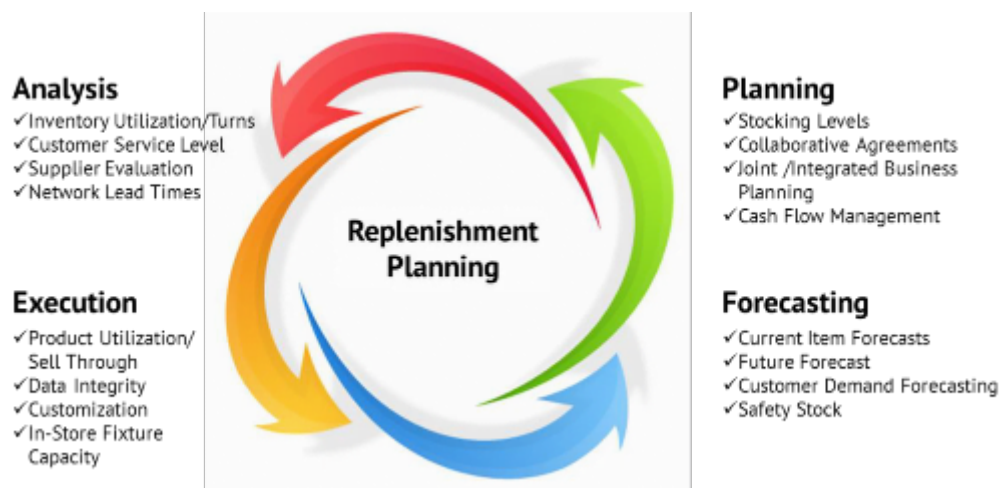 Analysis
✓Inventory Utilization/Turns
✓Customer Service Level
✓Supplier Evaluation
✓Network Lead Times
Planning
✓Stocking Levels
✓Collaborative Agreements
✓Joint /Integrated Business
Planning
✓Cash Flow Management
Replenishment
Planning
Execution
✓Product Utilization/
Sell Through
✓Data Integrity
✓Customization
✓In-Store Fixture
Capacity
Forecasting
✓Current Item Forecasts
✓Future Forecast
✓Customer Demand Forecasting
✓Safety Stock